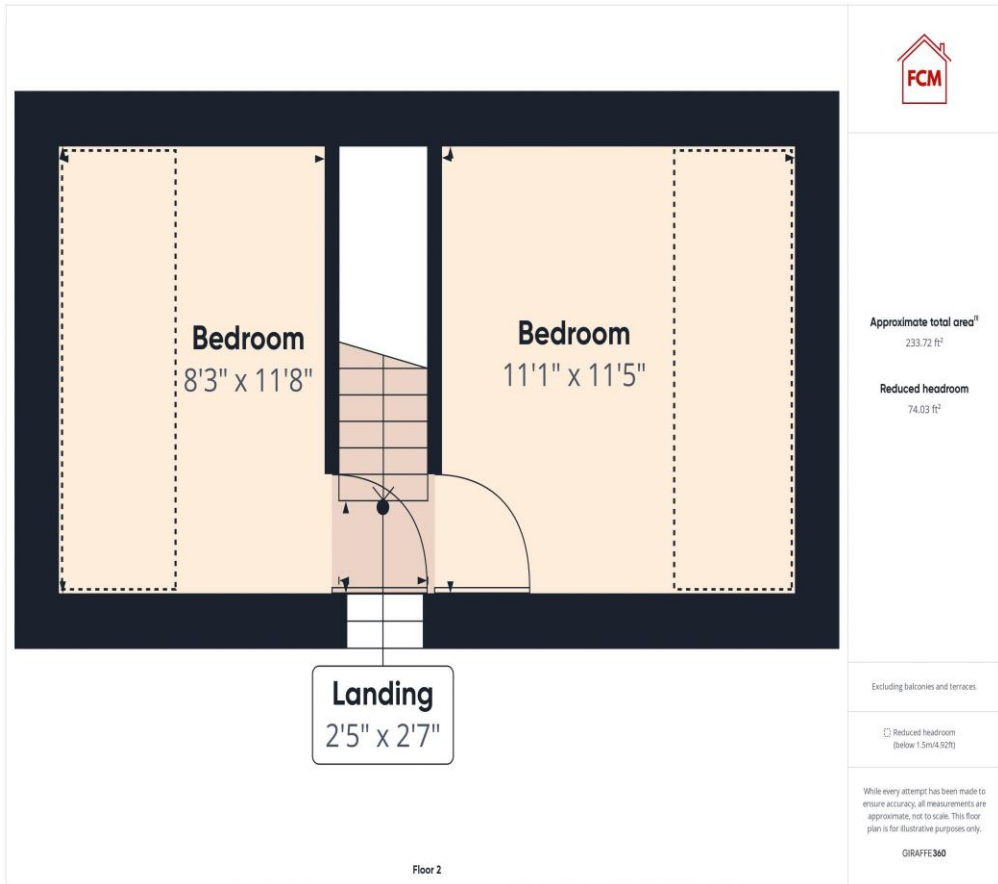 FCM
Bedroom
8'3" x 11'8"
Bedroom
11'1" x 11'5"
Landing
2'5" x 2'7"
Floor 2
Approximate total area⁽¹⁾
233.72 ft²
Reduced headroom
74.03 ft²
Excluding balconies and terraces
Reduced headroom
(below 1.5m/4.92ft)
While every attempt has been made to
ensure accuracy, all measurements are
approximate, not to scale. This floor
plan is for illustrative purposes only.
GIRAFFE360